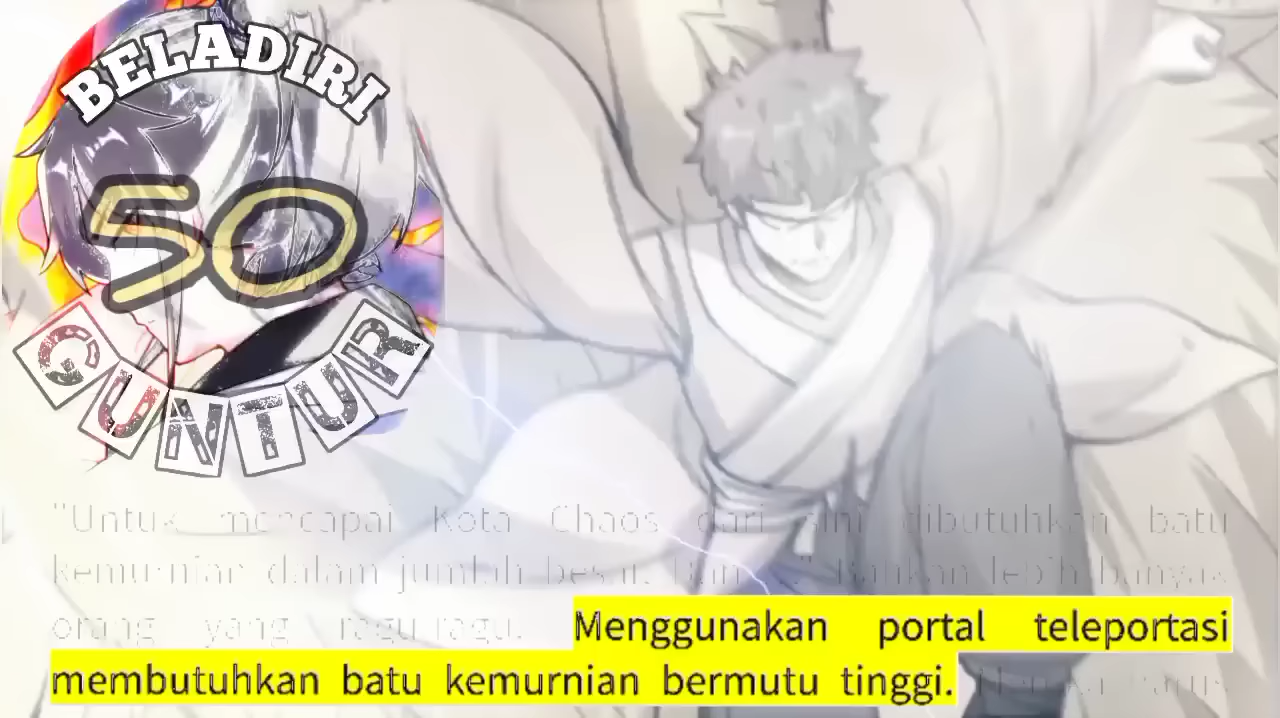 BELADIRI
50
GUNTUR
"Untuk mencapai Kota Chaos dari sini dibutuhkan batu
kemurnian dalam jumlah besar.
orang yang ragu-ragu. Menggunakan portal teleportasi
membutuhkan batu kemurnian bermutu tinggi.